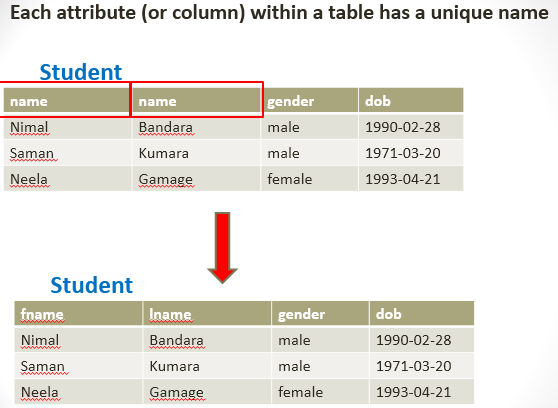 Each attribute (or column) within a table has a unique name
Student
name name gender dob
Nimal Bandara male 1990-02-28
Saman Kumara male 1971-03-20
Neela Gamage female 1993-04-21
Student
fname lname gender dob
Nimal Bandara male 1990-02-28
Saman Kumara male 1971-03-20
Neela Gamage female 1993-04-21